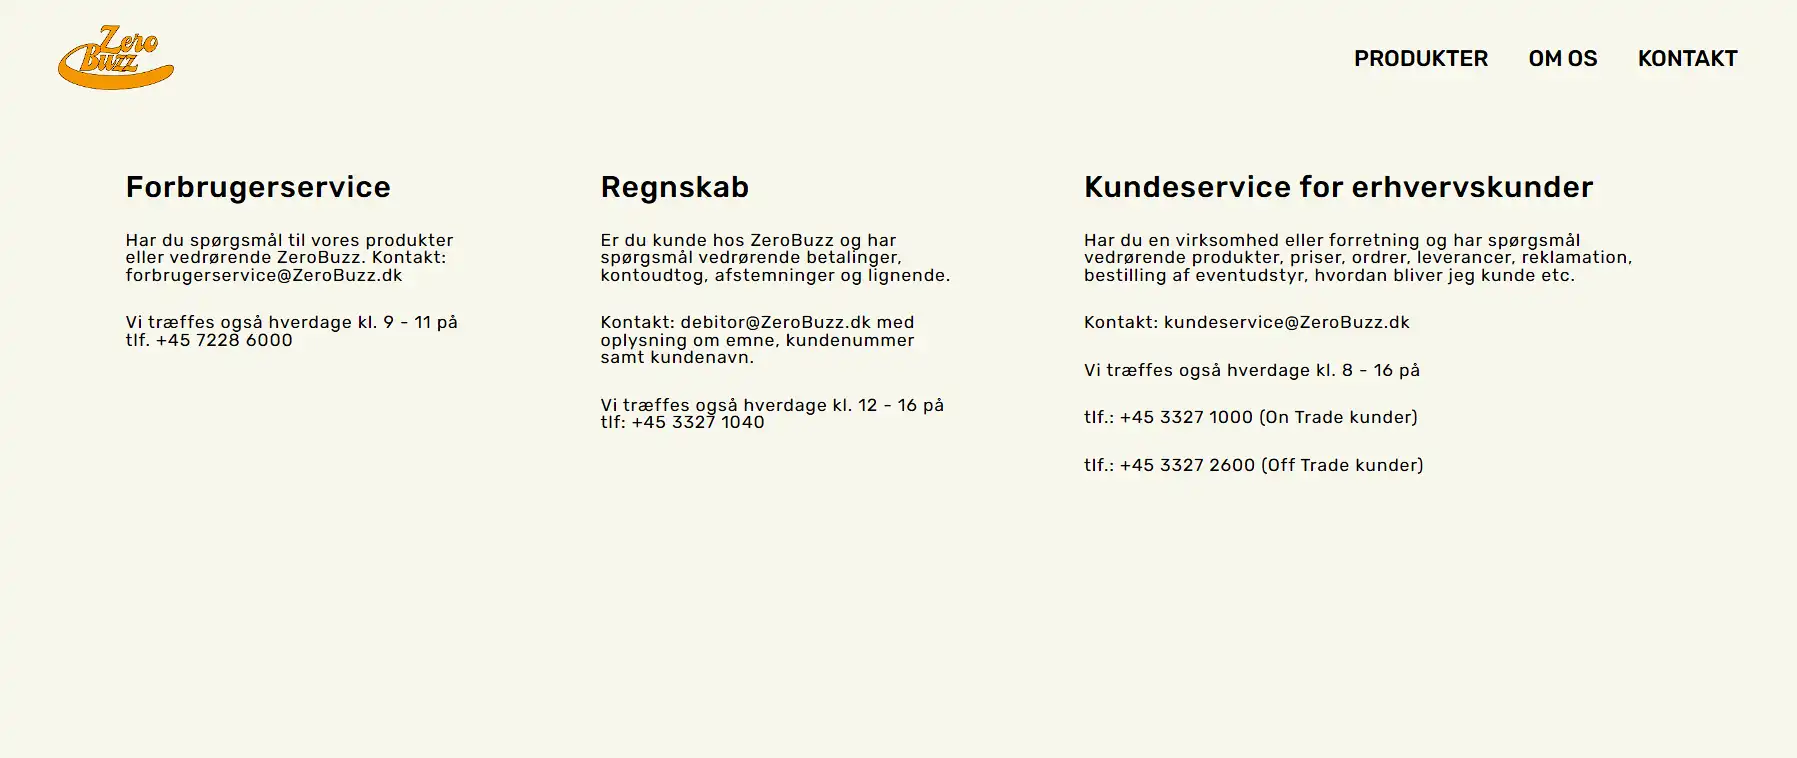 Zero
Buzz
PRODUKTER
OM OS
KONTAKT
Forbrugerservice
Har du spørgsmål til vores produkter
eller vedrørende ZeroBuzz. Kontakt:
forbrugerservice@ZeroBuzz.dk
Vi træffes også hverdage kl. 9 - 11 på
tlf. +45 7228 6000
Regnskab
Er du kunde hos ZeroBuzz og har
spørgsmål vedrørende betalinger,
kontoudtog, afstemninger og lignende.
Kontakt: debitor@ZeroBuzz.dk med
oplysning om emne, kundenummer
samt kundenavn.
Vi træffes også hverdage kl. 12 - 16 på
tlf: +45 3327 1040
Kundeservice for erhvervskunder
Har du en virksomhed eller forretning og har spørgsmål
vedrørende produkter, priser, ordrer, leverancer, reklamation,
bestilling af eventudstyr, hvordan bliver jeg kunde etc.
Kontakt: kundeservice@ZeroBuzz.dk
Vi træffes også hverdage kl. 8 - 16 på
tlf.: +45 3327 1000 (On Trade kunder)
tlf.: +45 3327 2600 (Off Trade kunder)